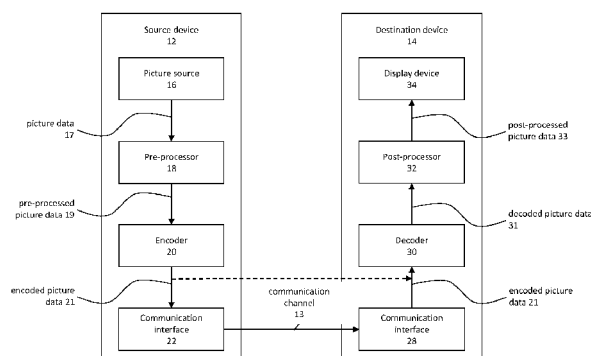 Source device
12
Picture source
16
picture data
17
Pre-processor
18
pre-processed
picture data 19
Encoder
20
encoded picture
data 21
Communication
interface
22
communication
channel
13
Destination device
14
Display device
34
post-processed
picture data 33
Post-processor
32
decoded picture data
31
Decoder
30
encoded picture
data 21
Communication
interface
28